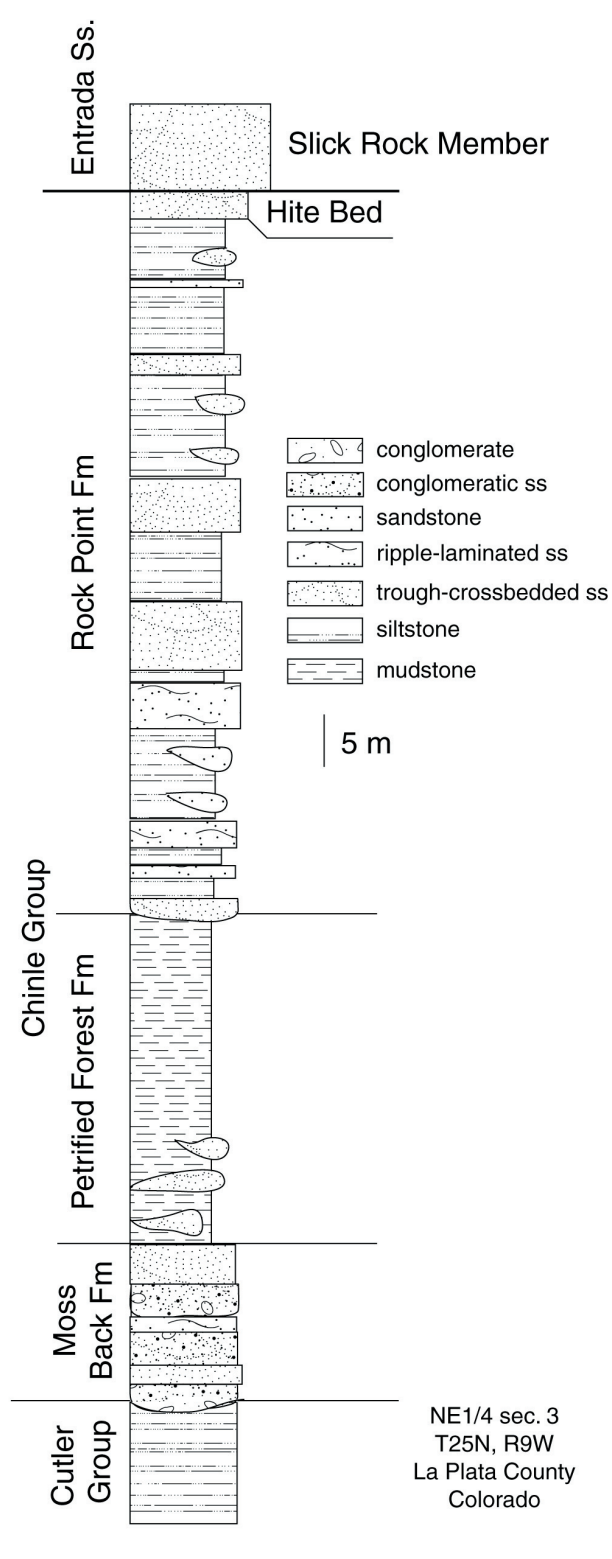 Entrada Ss.
Slick Rock Member
Hite Bed
Rock Point Fm
conglomerate
conglomeratic ss
sandstone
ripple-laminated ss
trough-crossbedded ss
siltstone
mudstone
5 m
Chinle Group
Petrified Forest Fm
Moss
Back Fm
Cutler
Group
NE1/4 sec. 3
T25N, R9W
La Plata County
Colorado